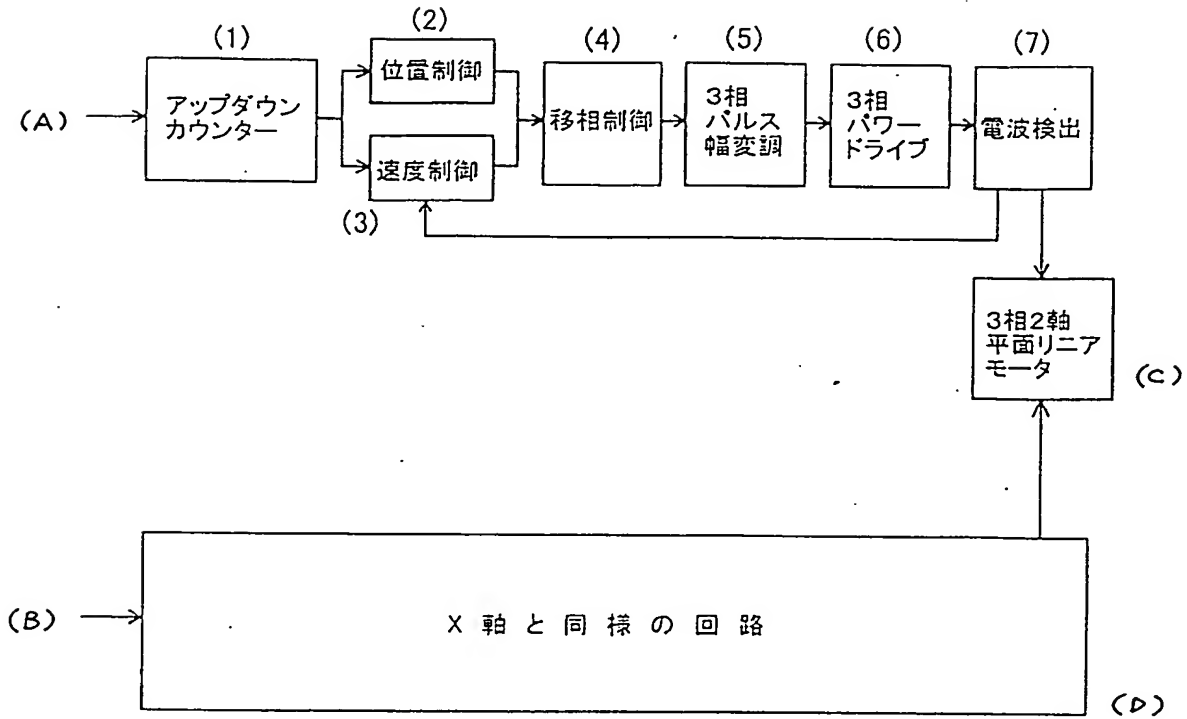 (1)
(2)
(4)
(5)
(6)
(7)
(A)
アップダウン
カウンター
位置制御
速度制御
(3)
移相制御
3相
パルス
幅変調
3相
パワー
ドライブ
電波検出
3相2軸
平面リニア
モータ
(C)
(B)
X軸と同様の回路
(D)